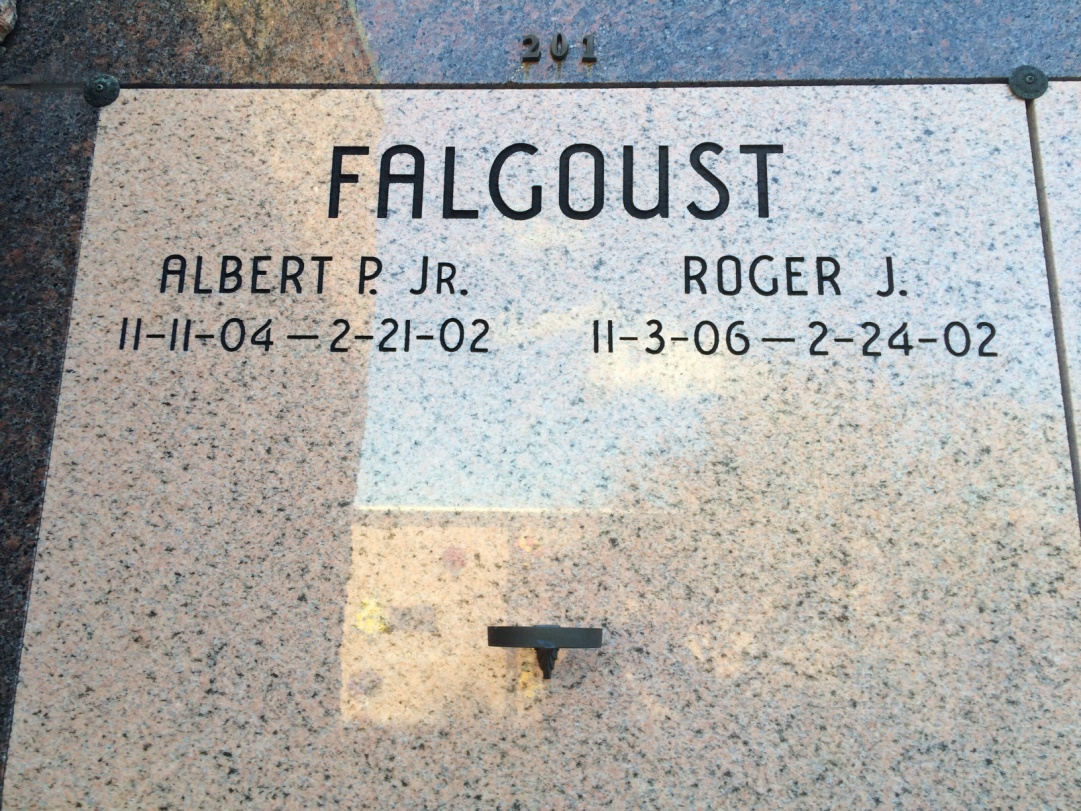 201
FALGOUST
ALBERT P. JR. ROGER J.
11-11-04 — 2-21-02 11-3-06 — 2-24-02